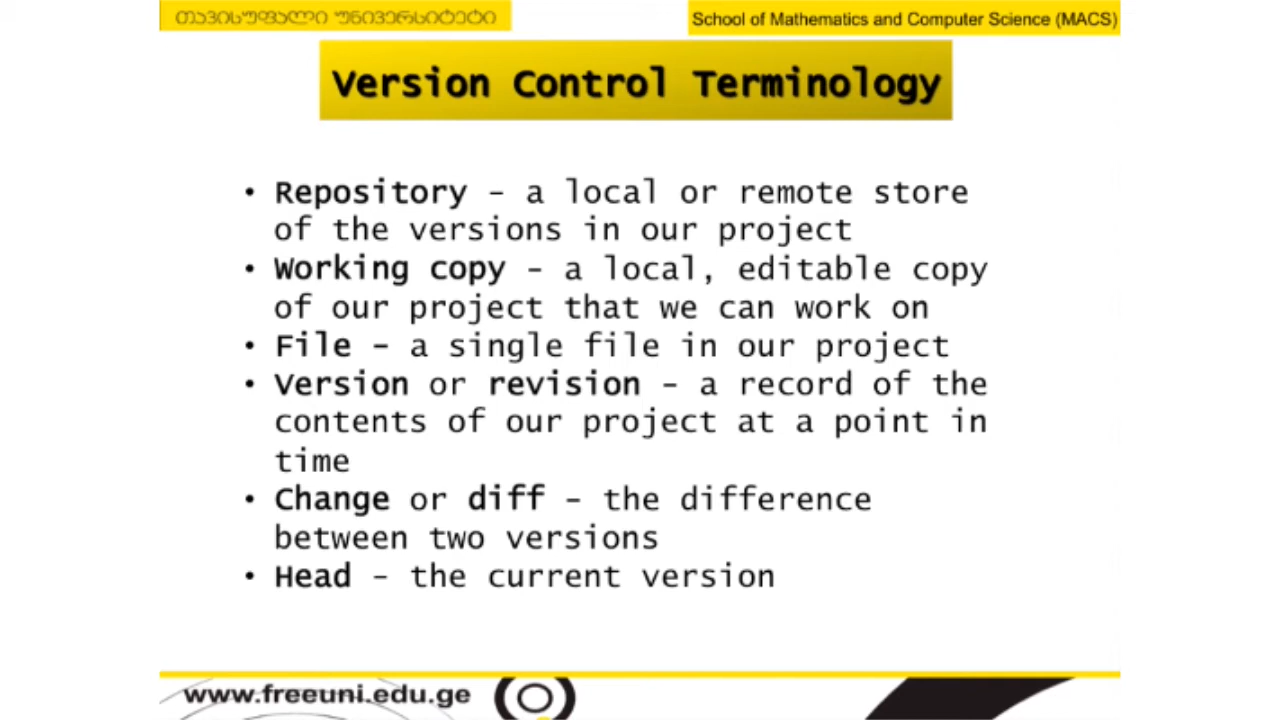 თავისუფალი უნივერსიტეტი
School of Mathematics and Computer Science (MACS)
Version Control Terminology
• Repository – a local or remote store
of the versions in our project
• Working copy – a local, editable copy
of our project that we can work on
• File – a single file in our project
• Version or revision – a record of the
contents of our project at a point in
time
• Change or diff – the difference
between two versions
• Head – the current version
www.freeuni.edu.ge